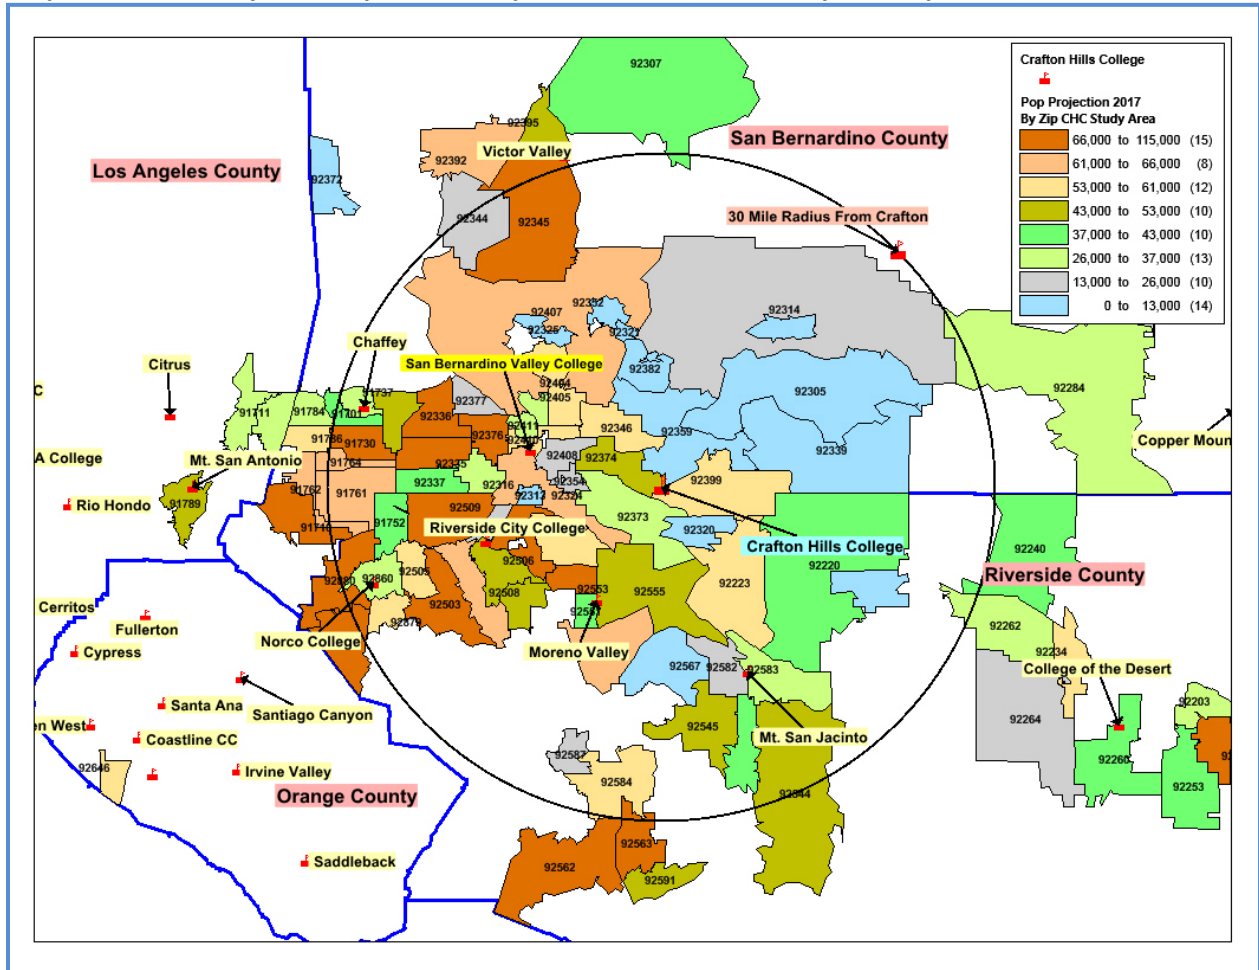 92307
Crafton Hills College
Pop Projection 2017
By Zip CHC Study Area
66,000 to 115,000 (15)
61,000 to 66,000 (8)
53,000 to 61,000 (12)
43,000 to 53,000 (10)
37,000 to 43,000 (10)
26,000 to 37,000 (13)
13,000 to 26,000 (10)
0 to 13,000 (14)
92395
San Bernardino County
Victor Valley
92392
Los Angeles County
92372
92344
92345
30 Mile Radius From Crafton
92407
92352
92314
92325
92321
Chaffey
San Bernardino Valley College
Citrus
92382
C
92404
91737
92377
92405
92305
92284
91711
91784
91701
92336
92411
92346
92359
91786
91730
92376
92410
92408
92374
92339
Copper Moun
A College
Mt. San Antonio
91764
92335
92399
91762
91761
92337
92316
92354
91789
92313
92324
Rio Hondo
92509
92373
91752
91710
Riverside City College
92320
Crafton Hills College
92240
92506
92220
Riverside County
92880
92860
92505
92553
92555
92223
Cerritos
92503
92508
92557
Fullerton
92879
92262
Norco College
Cypress
Moreno Valley
92234
92567
92582
92583
College of the Desert
Santa Ana
Santiago Canyon
92203
en West
92264
Coastline CC
92545
Mt. San Jacinto
92587
92260
92646
Irvine Valley
92584
92253
Orange County
92544
92563
Saddleback
92562
92591